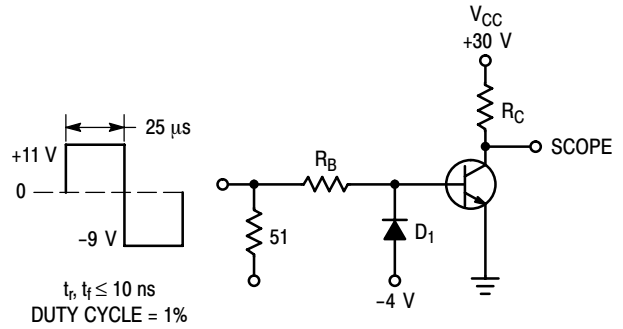 V_CC
+30 V
R_C
SCOPE
25 μs
+11 V
0
−9 V
R_B
51
D_1
−4 V
t_r, t_f ≤ 10 ns
DUTY CYCLE = 1%